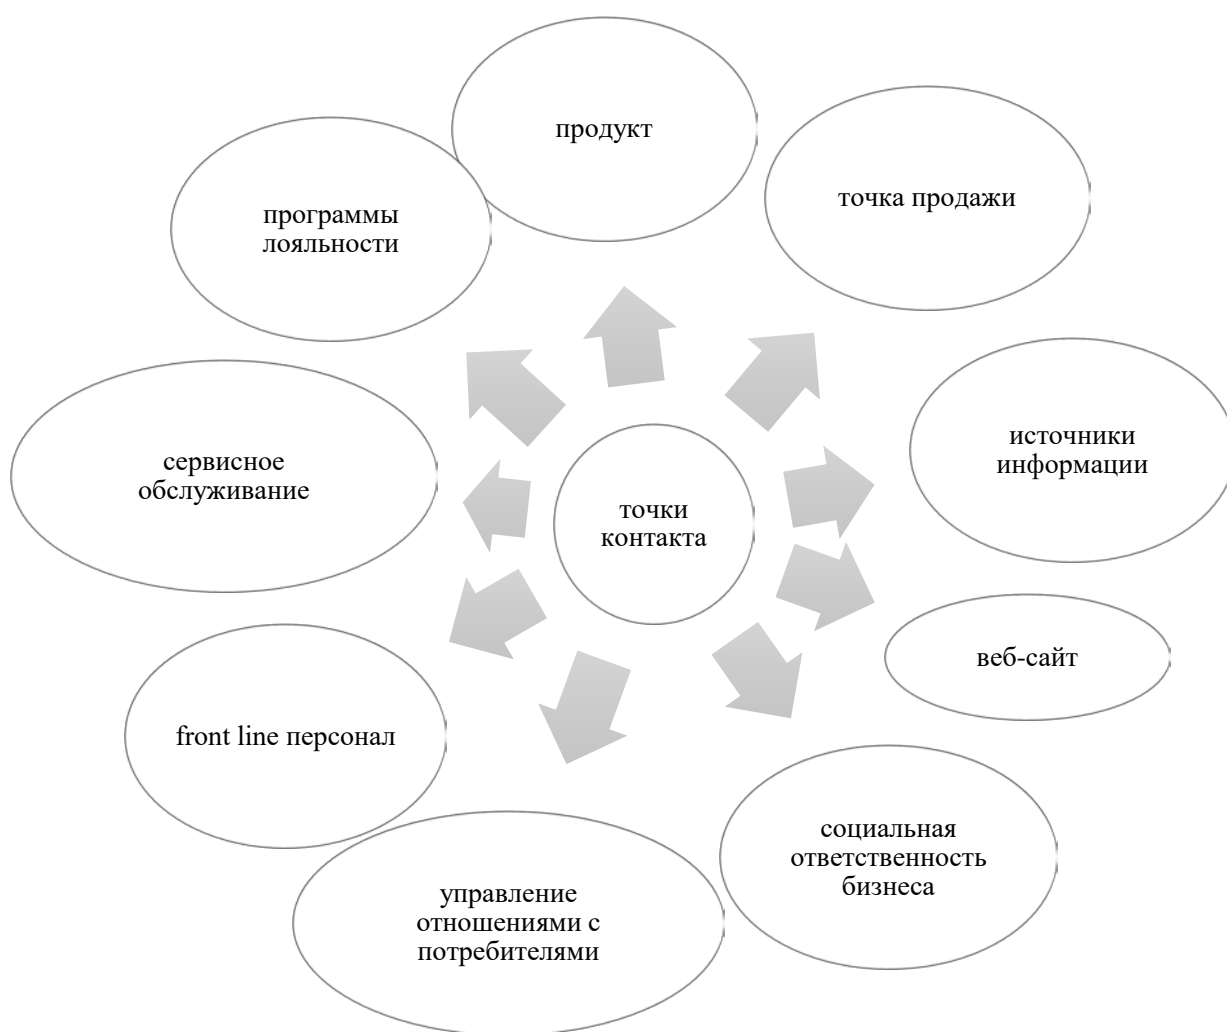 продукт
точка продажи
программы
лояльности
источники
информации
сервисное
обслуживание
точки
контакта
веб-сайт
front line персонал
социальная
ответственность
бизнеса
управление
отношениями с
потребителями